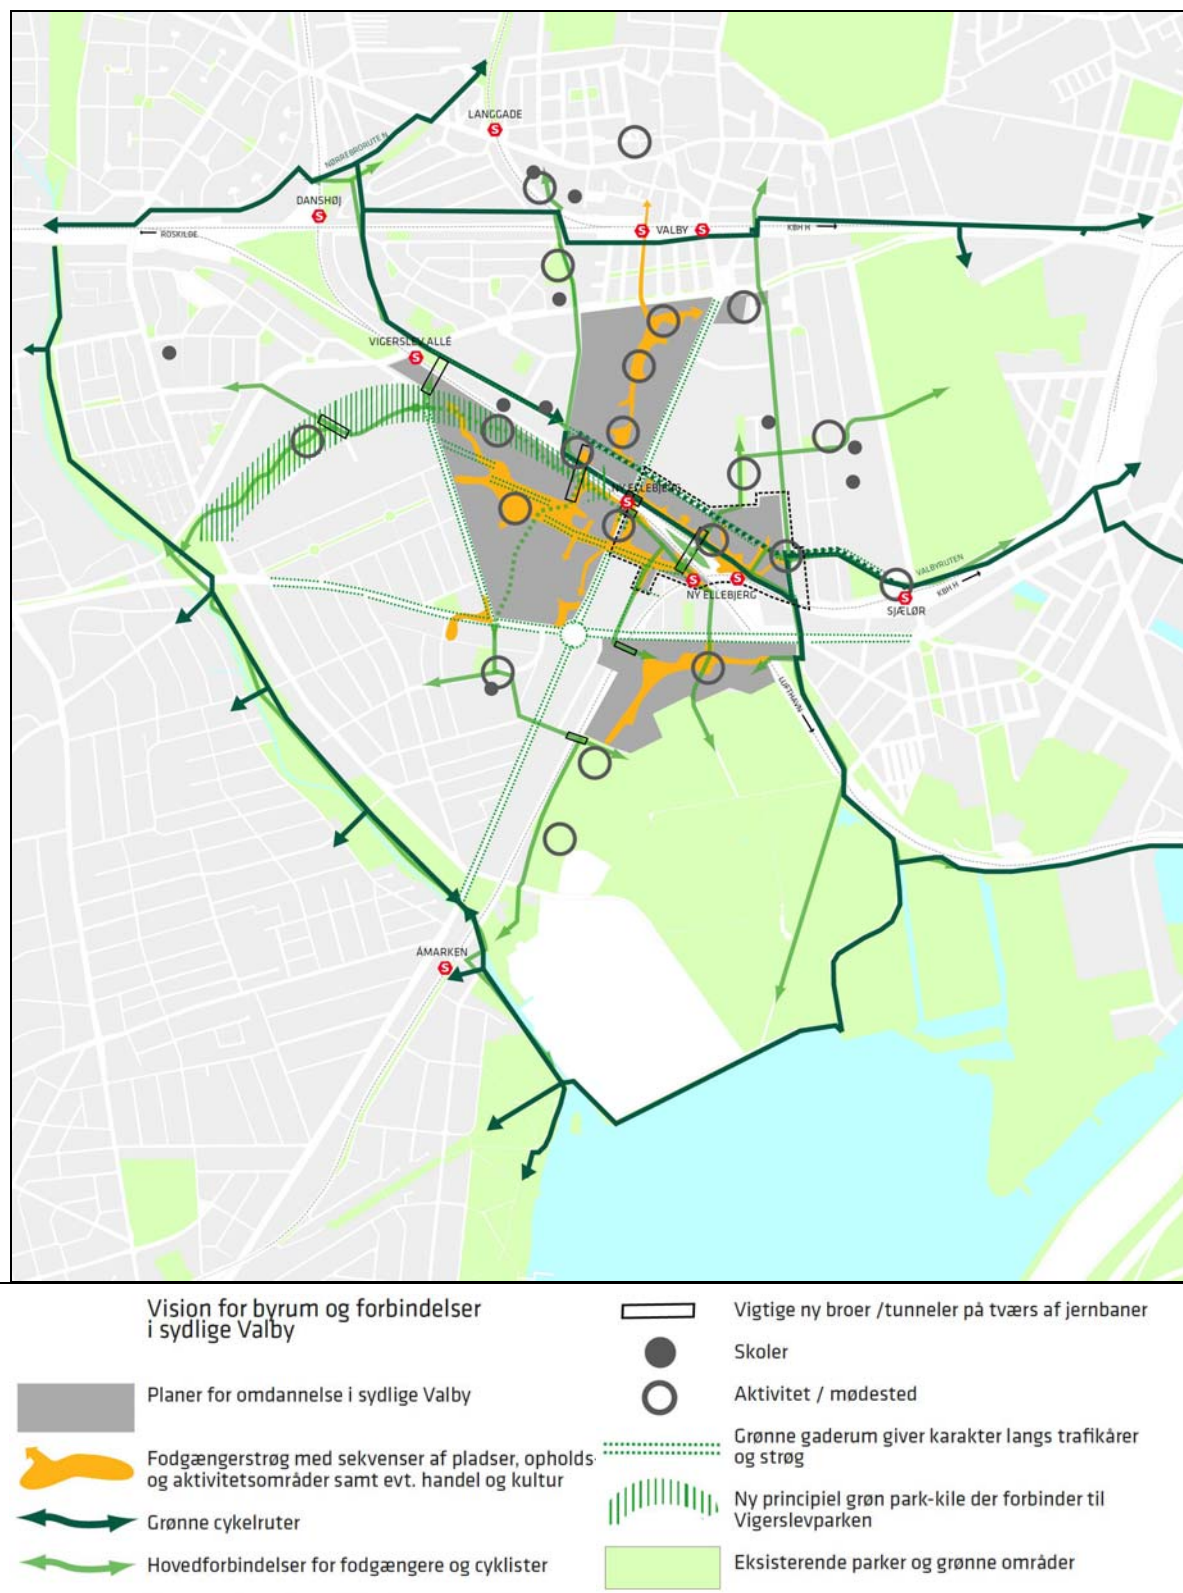 LANGGADE
S
NØRREBRORUTE N
DANSHØJ
S
ROSKILDE
S
VALBY
S
KBH H
VIGERSLEV ALLÉ
S
NY ELLEBJERG
S
VALBYRUTEN
KBH H
S
S
NY ELLEBJERG
S
SJÆLØR
LUFTHAVN
ÅMARKEN
S
Vision for byrum og forbindelser
i sydlige Valby
Planer for omdannelse i sydlige Valby
Fodgængerstrøg med sekvenser af pladser, opholds-
og aktivitetsområder samt evt. handel og kultur
Grønne cykelruter
Hovedforbindelser for fodgængere og cyklister
Vigtige ny broer /tunneler på tværs af jernbaner
Skoler
Aktivitet / mødested
Grønne gaderum giver karakter langs trafikårer
og strøg
Ny principiel grøn park-kile der forbinder til
Vigerslevparken
Eksisterende parker og grønne områder